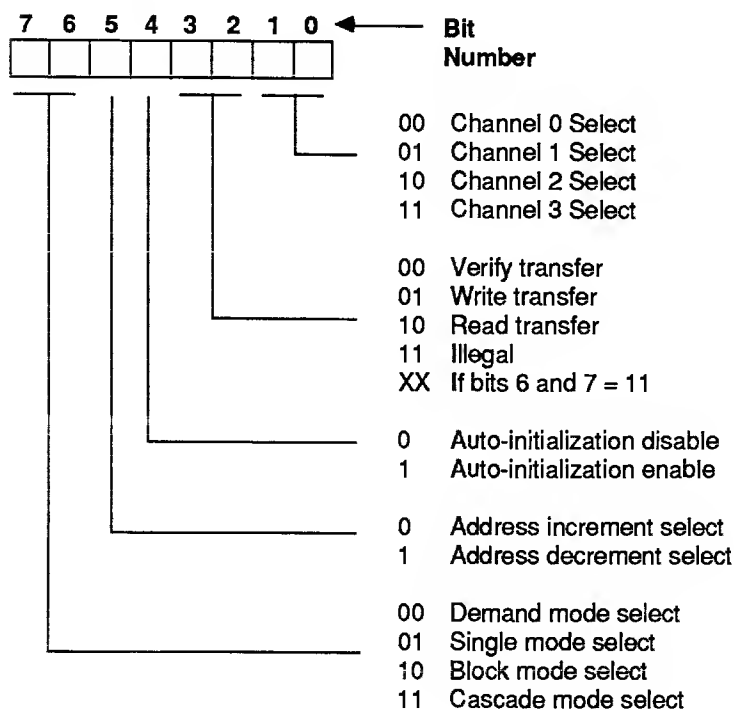 7 6 5 4 3 2 1 0 Bit
Number
00 Channel 0 Select
01 Channel 1 Select
10 Channel 2 Select
11 Channel 3 Select
00 Verify transfer
01 Write transfer
10 Read transfer
11 Illegal
XX If bits 6 and 7 = 11
0 Auto-initialization disable
1 Auto-initialization enable
0 Address increment select
1 Address decrement select
00 Demand mode select
01 Single mode select
10 Block mode select
11 Cascade mode select